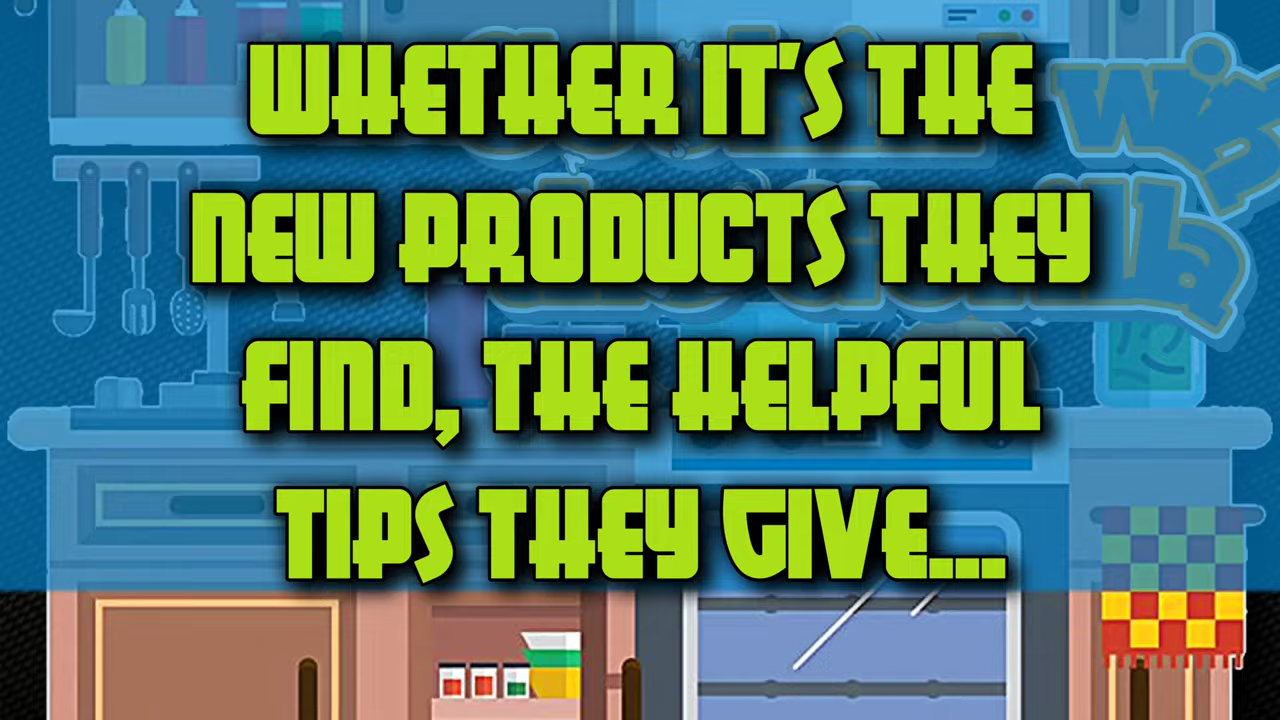 WHETHER IT'S THE
NEW PRODUCTS THEY
FIND, THE HELPFUL
TIPS THEY GIVE...